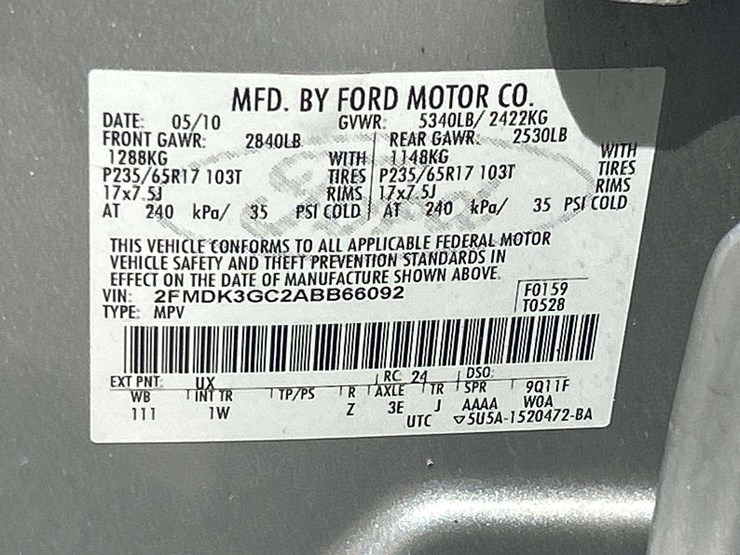 MFD. BY FORD MOTOR CO.
DATE: 05/10 GVWR: 5340LB/ 2422KG
FRONT GAWR: 2840LB REAR GAWR: 2530LB
1288KG WITH 1148KG WITH
P235/65R17 103T TIRES P235/65R17 103T TIRES
17x7.5J RIMS 17x7.5J RIMS
AT 240 kPa/ 35 PSI COLD AT 240 kPa/ 35 PSI COLD
THIS VEHICLE CONFORMS TO ALL APPLICABLE FEDERAL MOTOR
VEHICLE SAFETY AND THEFT PREVENTION STANDARDS IN
EFFECT ON THE DATE OF MANUFACTURE SHOWN ABOVE.
VIN: 2FMDK3GC2ABB66092 F0159
TYPE: MPV T0528
EXT PNT: UX RC: 24 DSO:
WB INT TR TP/PS R AXLE TR SPR 9Q11F
111 1W Z 3E J AAAA W0A
UTC ▽5U5A-1520472-BA
Ford